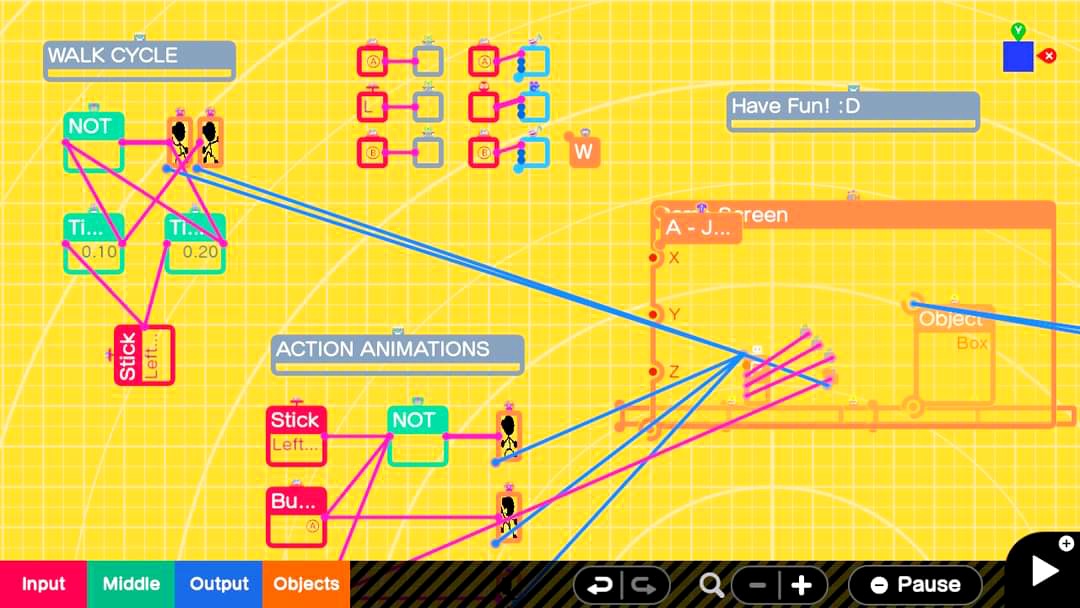 WALK CYCLE
NOT
Ti...
0.10
Ti...
0.20
Stick
Left...
A
A
L
B
B
W
Have Fun! :D
Y
X
Screen
A - J...
X
Y
Z
Object
Box
ACTION ANIMATIONS
Stick
Left...
NOT
Bu...
A
Input
Middle
Output
Objects
Pause